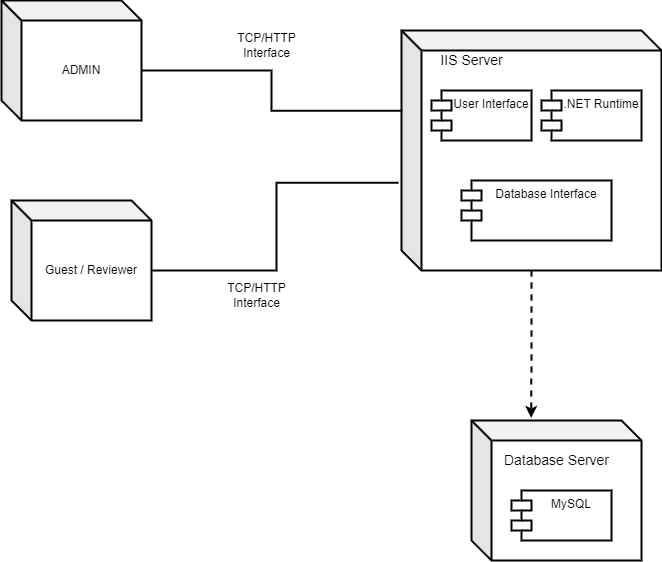 TCP/HTTP
Interface
ADMIN
IIS Server
User Interface
.NET Runtime
Database Interface
Guest / Reviewer
TCP/HTTP
Interface
Database Server
MySQL